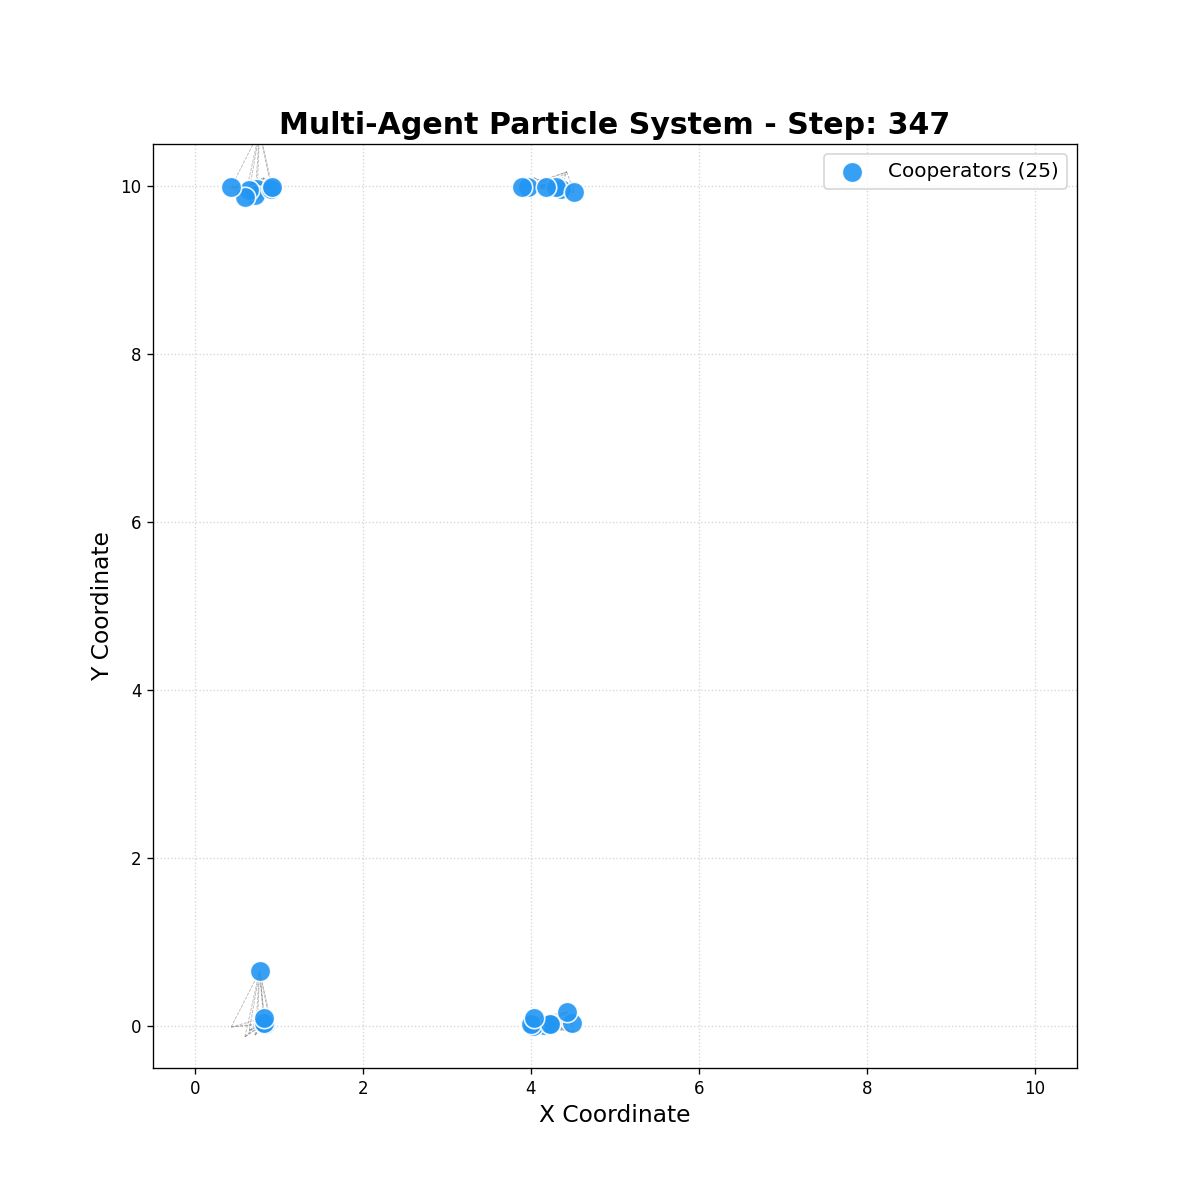 Multi-Agent Particle System - Step: 347
Cooperators (25)
10
8
6
4
2
0
Y Coordinate
0 2 4 6 8 10
X Coordinate